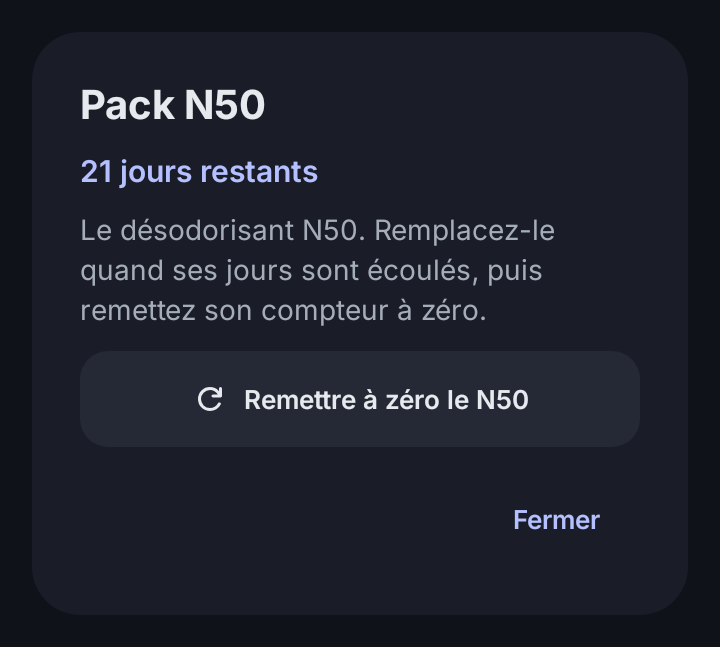 Pack N50
21 jours restants
Le désodorisant N50. Remplacez-le
quand ses jours sont écoulés, puis
remettez son compteur à zéro.
Remettre à zéro le N50
Fermer